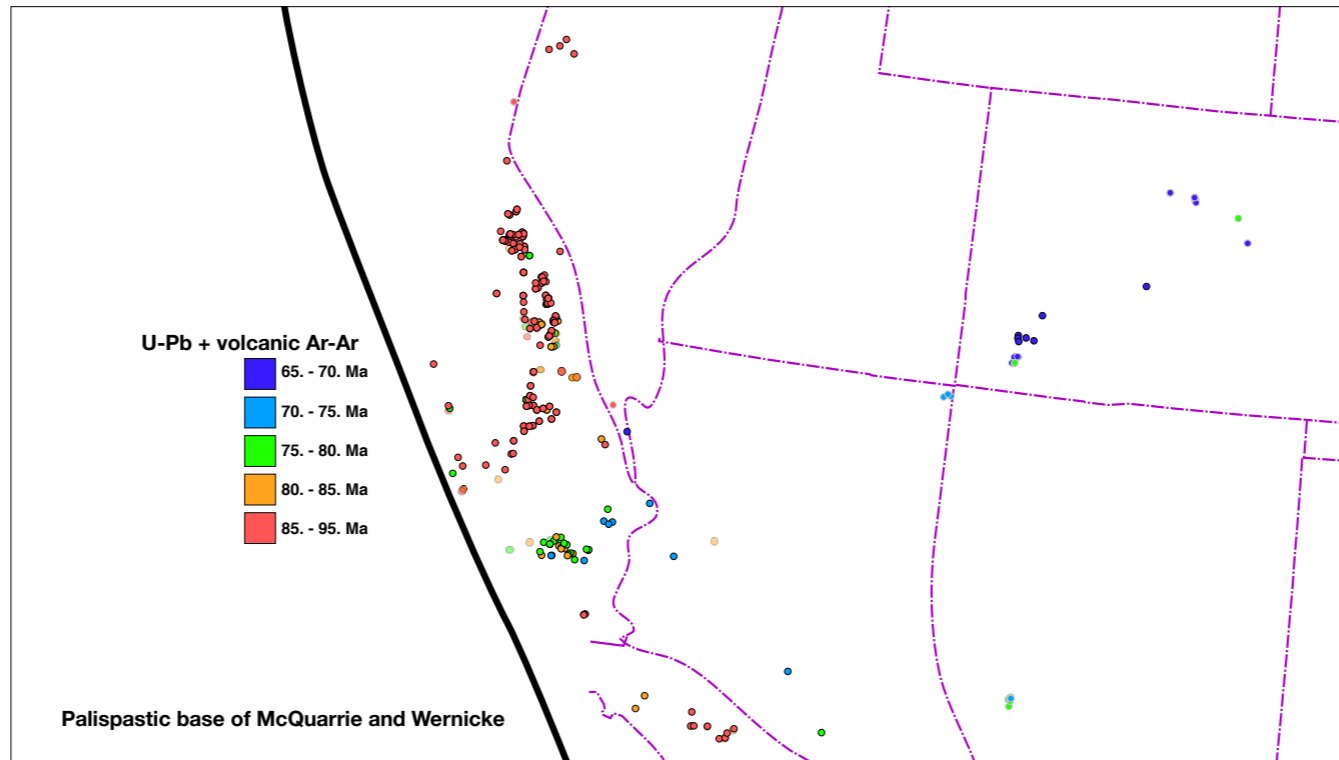 U-Pb + volcanic Ar-Ar
65. - 70. Ma
70. - 75. Ma
75. - 80. Ma
80. - 85. Ma
85. - 95. Ma
Palispastic base of McQuarrie and Wernicke